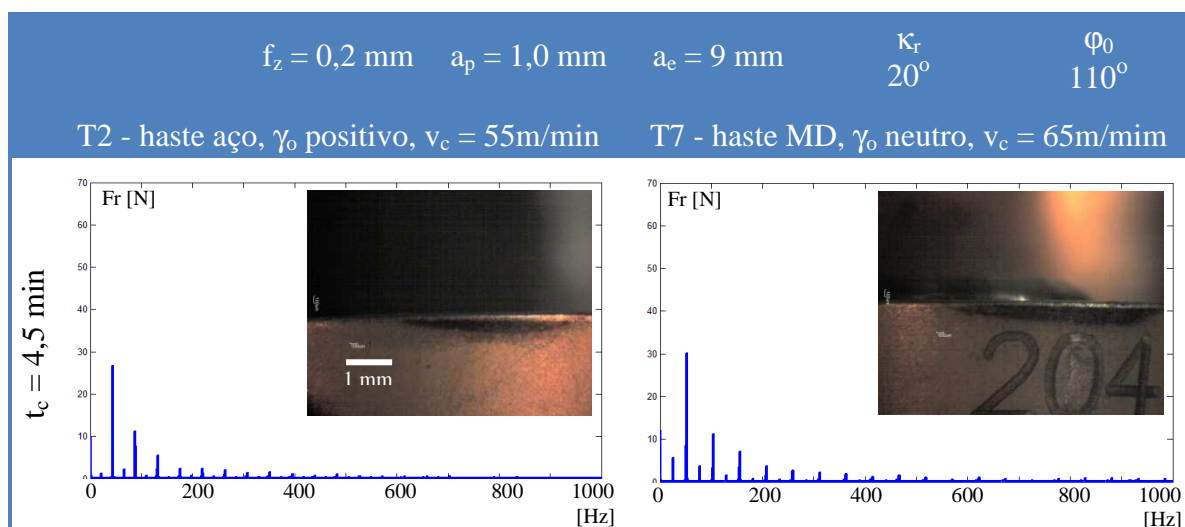 f_z = 0,2 mm a_p = 1,0 mm a_e = 9 mm κ_r φ_0
20º 110º
T2 - haste aço, γ_o positivo, v_c = 55m/min T7 - haste MD, γ_o neutro, v_c = 65m/mim
t_c = 4,5 min
Fr [N]
70
60
50
40
30
20
10
0
1 mm
0 200 400 600 800 1000
[Hz]
Fr [N]
70
60
50
40
30
20
10
0
204
0 200 400 600 800 1000
[Hz]